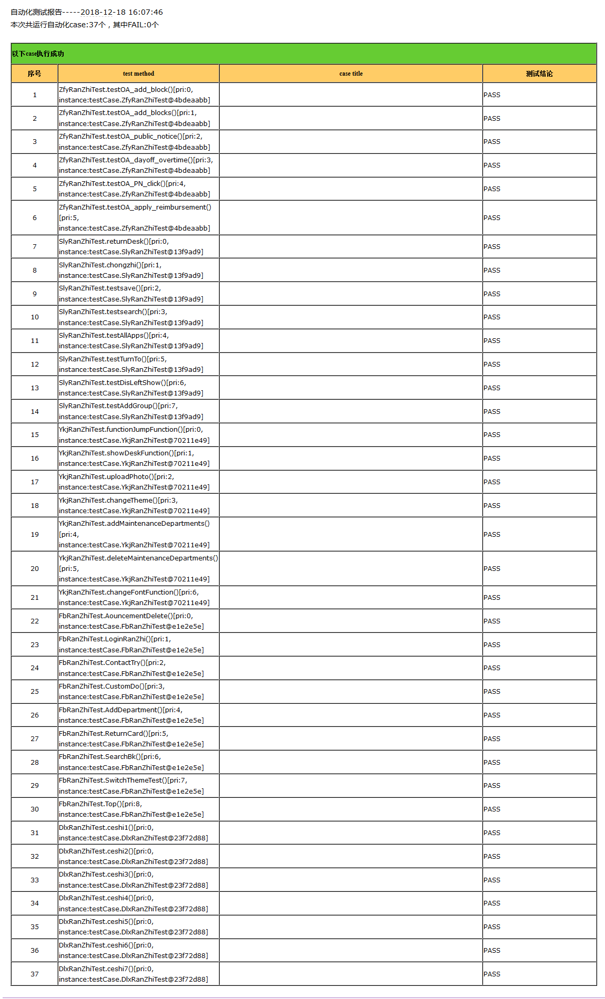 自动化测试报告-----2018-12-18 16:07:46
本次共运行自动化case:37个，其中FAIL:0个
以下case执行成功
序号 test method case title 测试结论
1 ZfyRanZhiTest.testOA_add_block()[pri:0, PASS
instance:testCase.ZfyRanZhiTest@4bdeaabb]
2 ZfyRanZhiTest.testOA_add_blocks()[pri:1, PASS
instance:testCase.ZfyRanZhiTest@4bdeaabb]
3 ZfyRanZhiTest.testOA_public_notice()[pri:2, PASS
instance:testCase.ZfyRanZhiTest@4bdeaabb]
4 ZfyRanZhiTest.testOA_dayoff_overtime()[pri:3, PASS
instance:testCase.ZfyRanZhiTest@4bdeaabb]
5 ZfyRanZhiTest.testOA_PN_click()[pri:4, PASS
instance:testCase.ZfyRanZhiTest@4bdeaabb]
6 ZfyRanZhiTest.testOA_apply_reimbursement() PASS
[pri:5,
instance:testCase.ZfyRanZhiTest@4bdeaabb]
7 SlyRanZhiTest.returnDesk()[pri:0, PASS
instance:testCase.SlyRanZhiTest@13f9ad9]
8 SlyRanZhiTest.chongzhi()[pri:1, PASS
instance:testCase.SlyRanZhiTest@13f9ad9]
9 SlyRanZhiTest.testsave()[pri:2, PASS
instance:testCase.SlyRanZhiTest@13f9ad9]
10 SlyRanZhiTest.testsearch()[pri:3, PASS
instance:testCase.SlyRanZhiTest@13f9ad9]
11 SlyRanZhiTest.testAllApps()[pri:4, PASS
instance:testCase.SlyRanZhiTest@13f9ad9]
12 SlyRanZhiTest.testTurnTo()[pri:5, PASS
instance:testCase.SlyRanZhiTest@13f9ad9]
13 SlyRanZhiTest.testDisLeftShow()[pri:6, PASS
instance:testCase.SlyRanZhiTest@13f9ad9]
14 SlyRanZhiTest.testAddGroup()[pri:7, PASS
instance:testCase.SlyRanZhiTest@13f9ad9]
15 YkjRanZhiTest.functionJumpFunction()[pri:0, PASS
instance:testCase.YkjRanZhiTest@70211e49]
16 YkjRanZhiTest.showDeskFunction()[pri:1, PASS
instance:testCase.YkjRanZhiTest@70211e49]
17 YkjRanZhiTest.uploadPhoto()[pri:2, PASS
instance:testCase.YkjRanZhiTest@70211e49]
18 YkjRanZhiTest.changeTheme()[pri:3, PASS
instance:testCase.YkjRanZhiTest@70211e49]
19 YkjRanZhiTest.addMaintenanceDepartments() PASS
[pri:4,
instance:testCase.YkjRanZhiTest@70211e49]
20 YkjRanZhiTest.deleteMaintenanceDepartments() PASS
[pri:5,
instance:testCase.YkjRanZhiTest@70211e49]
21 YkjRanZhiTest.changeFontFunction()[pri:6, PASS
instance:testCase.YkjRanZhiTest@70211e49]
22 FbRanZhiTest.AouncementDelete()[pri:0, PASS
instance:testCase.FbRanZhiTest@e1e2e5e]
23 FbRanZhiTest.LoginRanZhi()[pri:1, PASS
instance:testCase.FbRanZhiTest@e1e2e5e]
24 FbRanZhiTest.ContactTry()[pri:2, PASS
instance:testCase.FbRanZhiTest@e1e2e5e]
25 FbRanZhiTest.CustomDo()[pri:3, PASS
instance:testCase.FbRanZhiTest@e1e2e5e]
26 FbRanZhiTest.AddDepartment()[pri:4, PASS
instance:testCase.FbRanZhiTest@e1e2e5e]
27 FbRanZhiTest.ReturnCard()[pri:5, PASS
instance:testCase.FbRanZhiTest@e1e2e5e]
28 FbRanZhiTest.SearchBk()[pri:6, PASS
instance:testCase.FbRanZhiTest@e1e2e5e]
29 FbRanZhiTest.SwitchThemeTest()[pri:7, PASS
instance:testCase.FbRanZhiTest@e1e2e5e]
30 FbRanZhiTest.Top()[pri:8, PASS
instance:testCase.FbRanZhiTest@e1e2e5e]
31 DlxRanZhiTest.ceshi1()[pri:0, PASS
instance:testCase.DlxRanZhiTest@23f72d88]
32 DlxRanZhiTest.ceshi2()[pri:0, PASS
instance:testCase.DlxRanZhiTest@23f72d88]
33 DlxRanZhiTest.ceshi3()[pri:0, PASS
instance:testCase.DlxRanZhiTest@23f72d88]
34 DlxRanZhiTest.ceshi4()[pri:0, PASS
instance:testCase.DlxRanZhiTest@23f72d88]
35 DlxRanZhiTest.ceshi5()[pri:0, PASS
instance:testCase.DlxRanZhiTest@23f72d88]
36 DlxRanZhiTest.ceshi6()[pri:0, PASS
instance:testCase.DlxRanZhiTest@23f72d88]
37 DlxRanZhiTest.ceshi7()[pri:0, PASS
instance:testCase.DlxRanZhiTest@23f72d88]